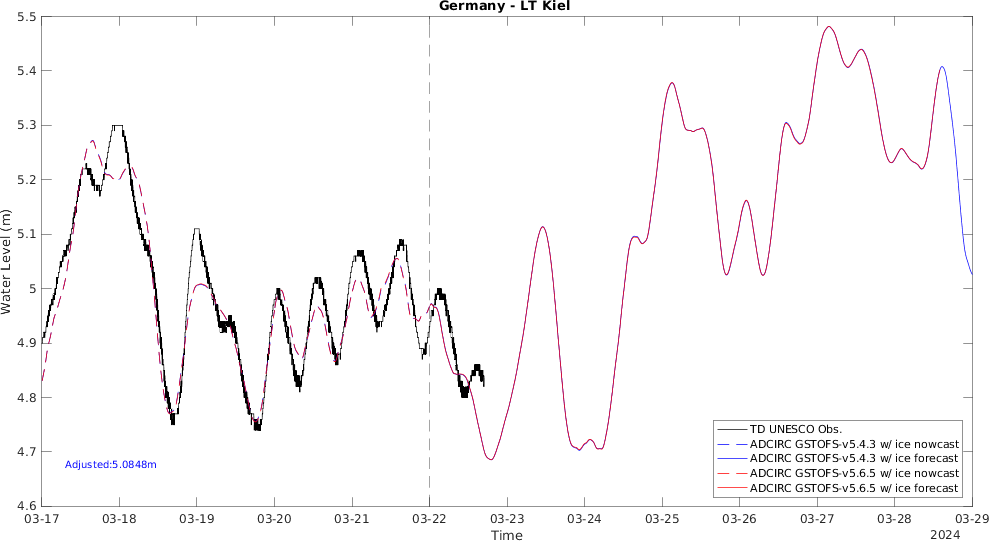 Germany - LT Kiel
5.5
5.4
5.3
5.2
5.1
5
4.9
4.8
4.7
4.6
Water Level (m)
Adjusted:5.0848m
TD UNESCO Obs.
ADCIRC GSTOFS-v5.4.3 w/ ice nowcast
ADCIRC GSTOFS-v5.4.3 w/ ice forecast
ADCIRC GSTOFS-v5.6.5 w/ ice nowcast
ADCIRC GSTOFS-v5.6.5 w/ ice forecast
03-17 03-18 03-19 03-20 03-21 03-22 03-23 03-24 03-25 03-26 03-27 03-28 03-29
Time
2024